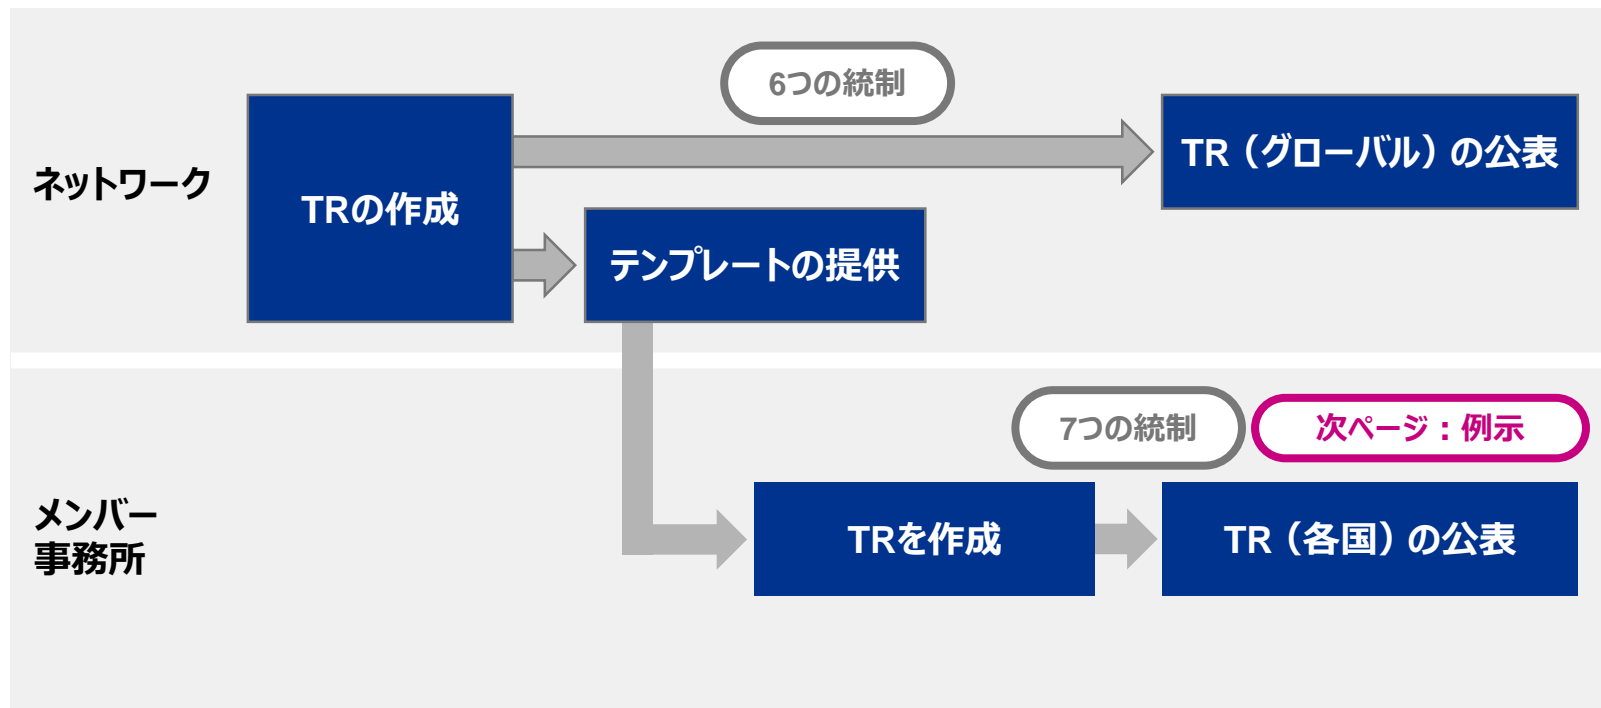 6つの統制
ネットワーク
TRの作成
TR（グローバル）の公表
テンプレートの提供
7つの統制
次ページ：例示
メンバー
事務所
TRを作成
TR（各国）の公表